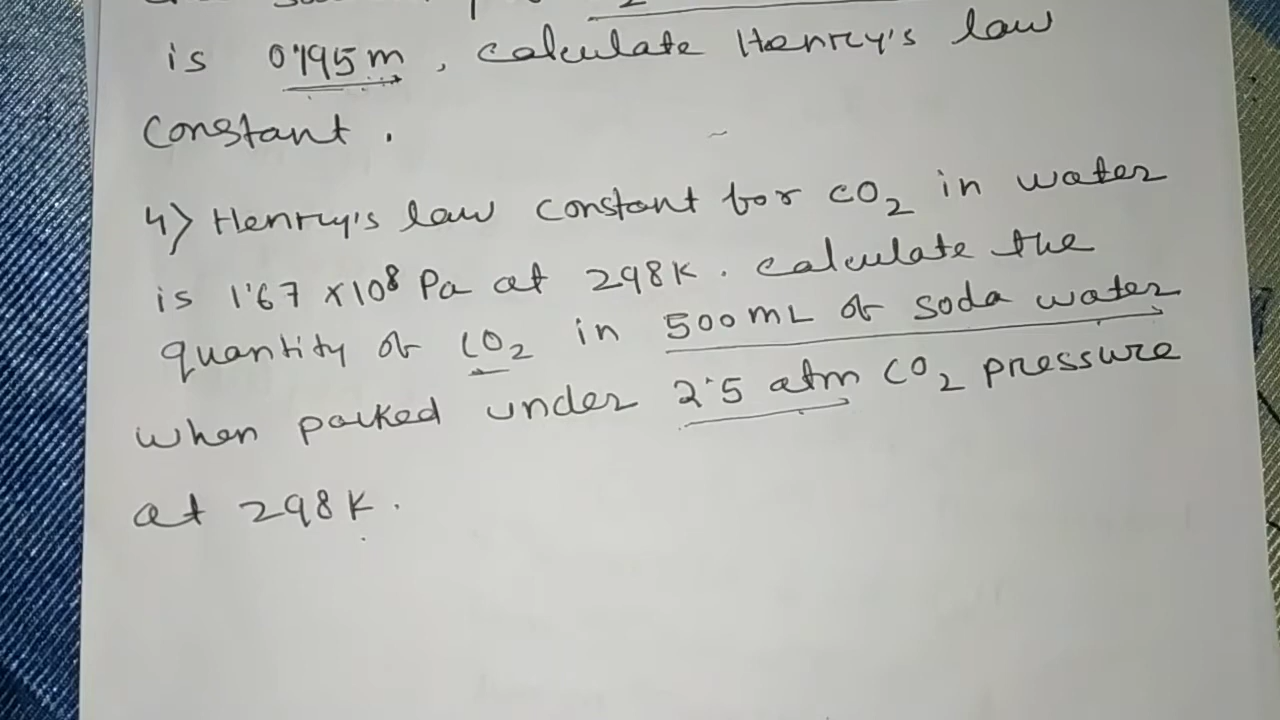 is 0.195 m, calculate Henry's law
Constant.
4) Henry's law constant for CO2 in water
is 1.67 × 10⁸ Pa at 298K. calculate the
quantity of CO2 in 500 mL of soda water
when packed under 2.5 atm CO2 pressure
at 298K.